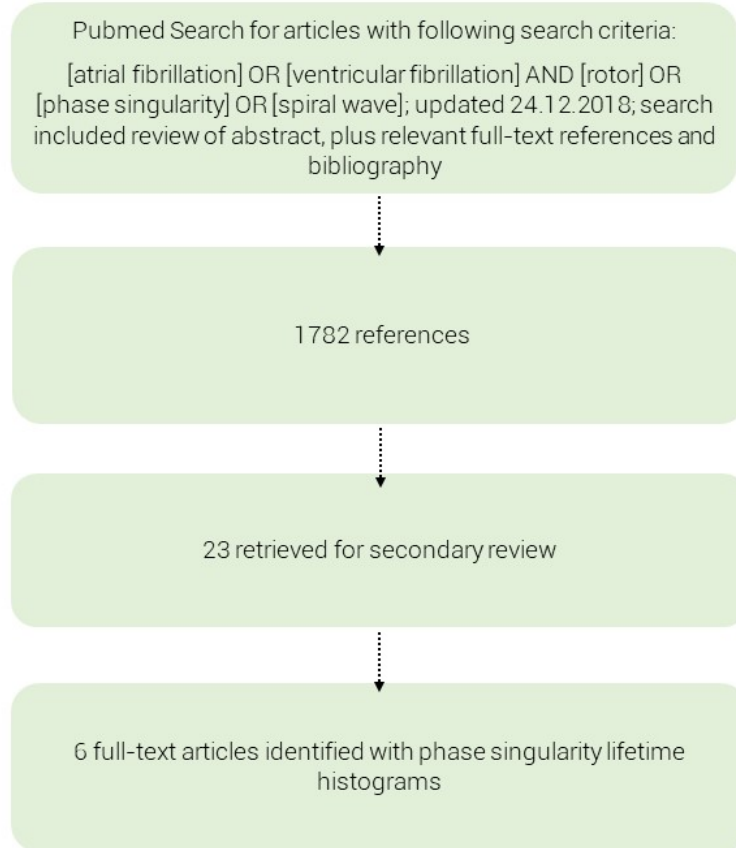 Pubmed Search for articles with following search criteria:
[atrial fibrillation] OR [ventricular fibrillation] AND [rotor] OR
[phase singularity] OR [spiral wave]; updated 24.12.2018; search
included review of abstract, plus relevant full-text references and
bibliography
1782 references
23 retrieved for secondary review
6 full-text articles identified with phase singularity lifetime
histograms